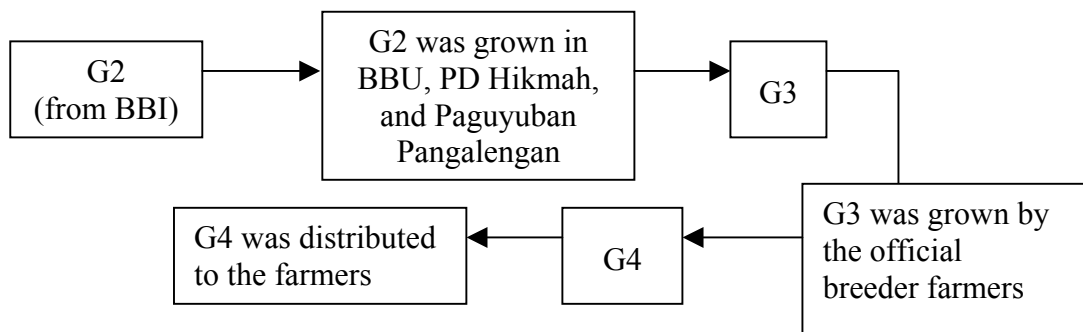 G2
(from BBI)
G2 was grown in
BBU, PD Hikmah,
and Paguyuban
Pangalengan
G3
G3 was grown by
the official
breeder farmers
G4
G4 was distributed
to the farmers